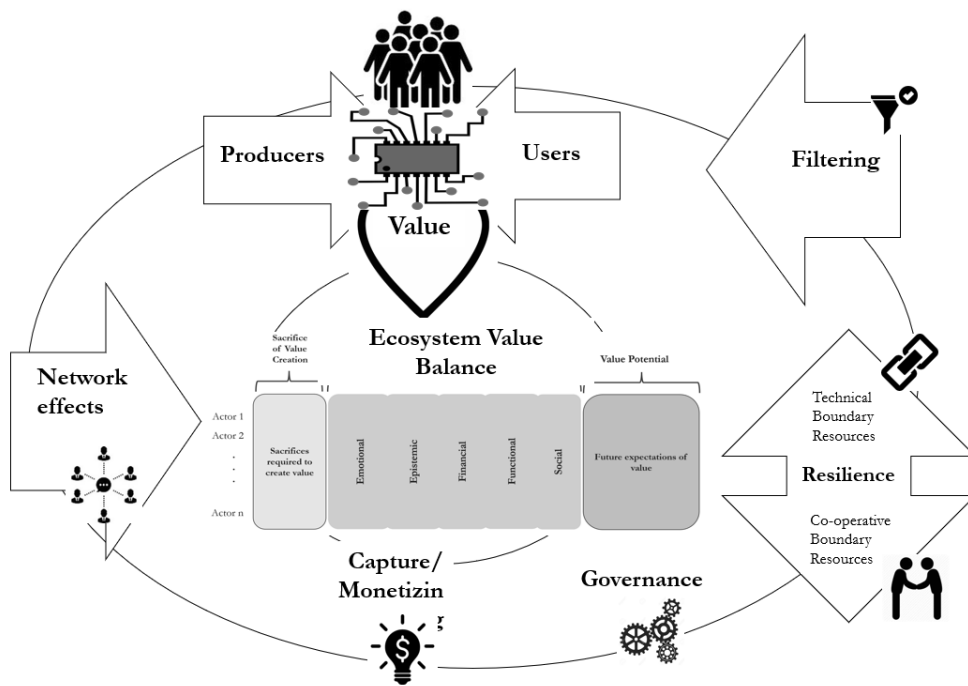 Producers
Users
Filtering
Value
Ecosystem Value
Balance
Sacrifice
of Value
Creation
Value Potential
Network
effects
Actor 1
Actor 2
.
.
.
Actor n
Sacrifices
required to
create value
Emotional
Epistemic
Financial
Functional
Social
Future expectations of
value
Technical
Boundary
Resources
Resilience
Co-operative
Boundary
Resources
Capture/
Monetizin
g
$
Governance